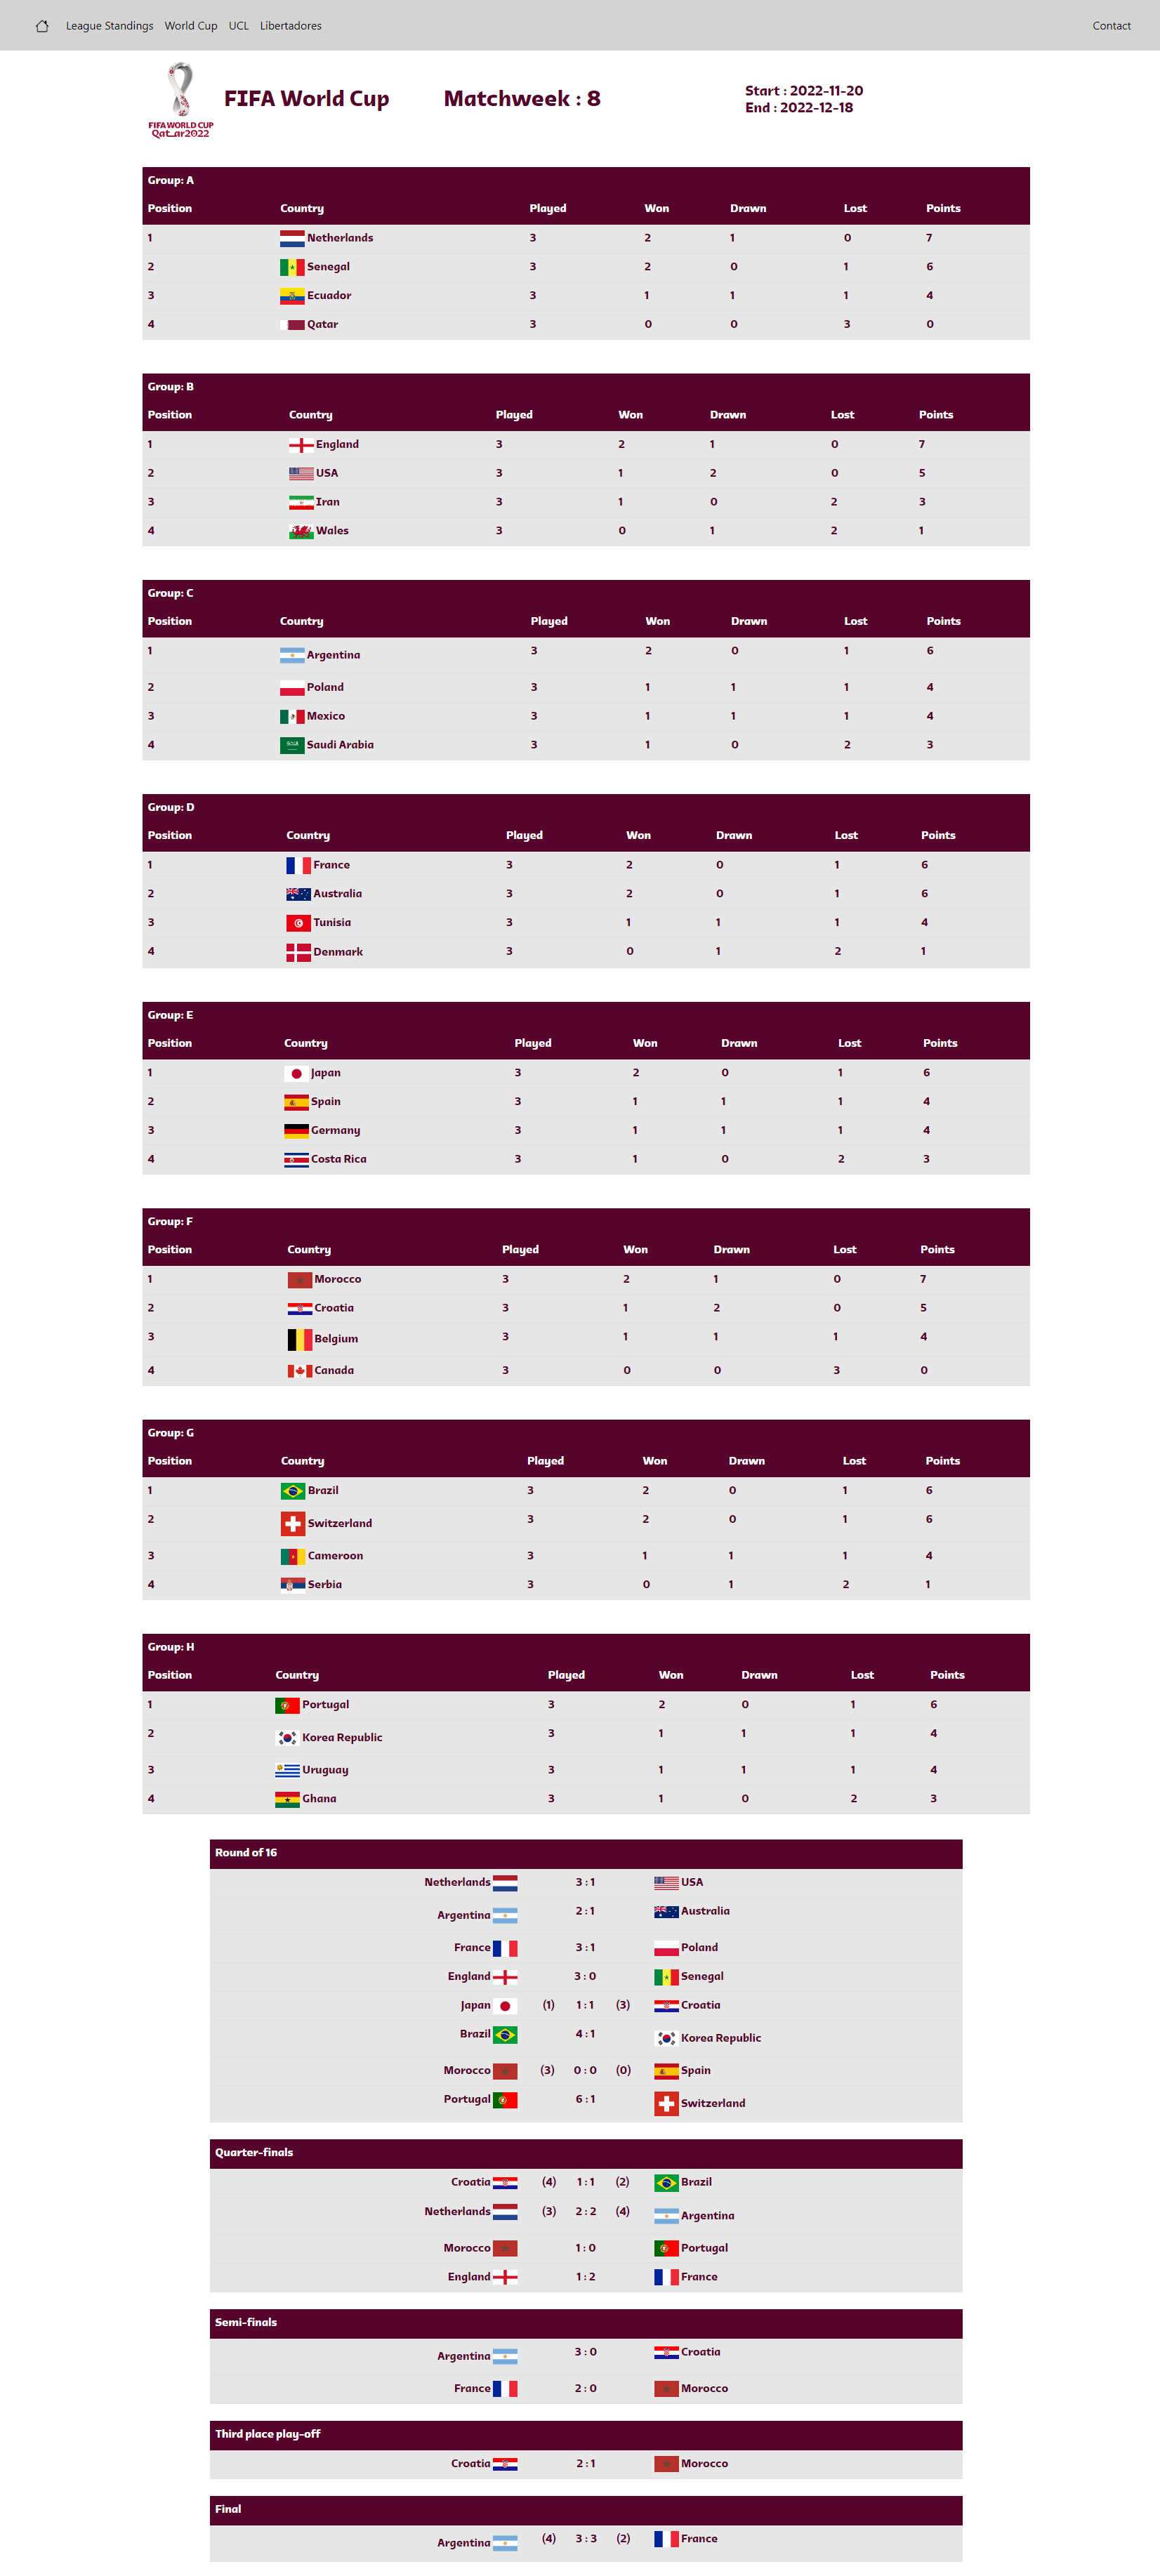 League Standings World Cup UCL Libertadores Contact
FIFA WORLD CUP
Qatar2022
FIFA World Cup Matchweek : 8
Start : 2022-11-20
End : 2022-12-18
Group: A
Position Country Played Won Drawn Lost Points
1 Netherlands 3 2 1 0 7
2 Senegal 3 2 0 1 6
3 Ecuador 3 1 1 1 4
4 Qatar 3 0 0 3 0
Group: B
Position Country Played Won Drawn Lost Points
1 England 3 2 1 0 7
2 USA 3 1 2 0 5
3 Iran 3 1 0 2 3
4 Wales 3 0 1 2 1
Group: C
Position Country Played Won Drawn Lost Points
1 Argentina 3 2 0 1 6
2 Poland 3 1 1 1 4
3 Mexico 3 1 1 1 4
4 Saudi Arabia 3 1 0 2 3
Group: D
Position Country Played Won Drawn Lost Points
1 France 3 2 0 1 6
2 Australia 3 2 0 1 6
3 Tunisia 3 1 1 1 4
4 Denmark 3 0 1 2 1
Group: E
Position Country Played Won Drawn Lost Points
1 Japan 3 2 0 1 6
2 Spain 3 1 1 1 4
3 Germany 3 1 1 1 4
4 Costa Rica 3 1 0 2 3
Group: F
Position Country Played Won Drawn Lost Points
1 Morocco 3 2 1 0 7
2 Croatia 3 1 2 0 5
3 Belgium 3 1 1 1 4
4 Canada 3 0 0 3 0
Group: G
Position Country Played Won Drawn Lost Points
1 Brazil 3 2 0 1 6
2 Switzerland 3 2 0 1 6
3 Cameroon 3 1 1 1 4
4 Serbia 3 0 1 2 1
Group: H
Position Country Played Won Drawn Lost Points
1 Portugal 3 2 0 1 6
2 Korea Republic 3 1 1 1 4
3 Uruguay 3 1 1 1 4
4 Ghana 3 1 0 2 3
Round of 16
Netherlands 3 : 1 USA
Argentina 2 : 1 Australia
France 3 : 1 Poland
England 3 : 0 Senegal
Japan (1) 1 : 1 (3) Croatia
Brazil 4 : 1 Korea Republic
Morocco (3) 0 : 0 (0) Spain
Portugal 6 : 1 Switzerland
Quarter-finals
Croatia (4) 1 : 1 (2) Brazil
Netherlands (3) 2 : 2 (4) Argentina
Morocco 1 : 0 Portugal
England 1 : 2 France
Semi-finals
Argentina 3 : 0 Croatia
France 2 : 0 Morocco
Third place play-off
Croatia 2 : 1 Morocco
Final
Argentina (4) 3 : 3 (2) France